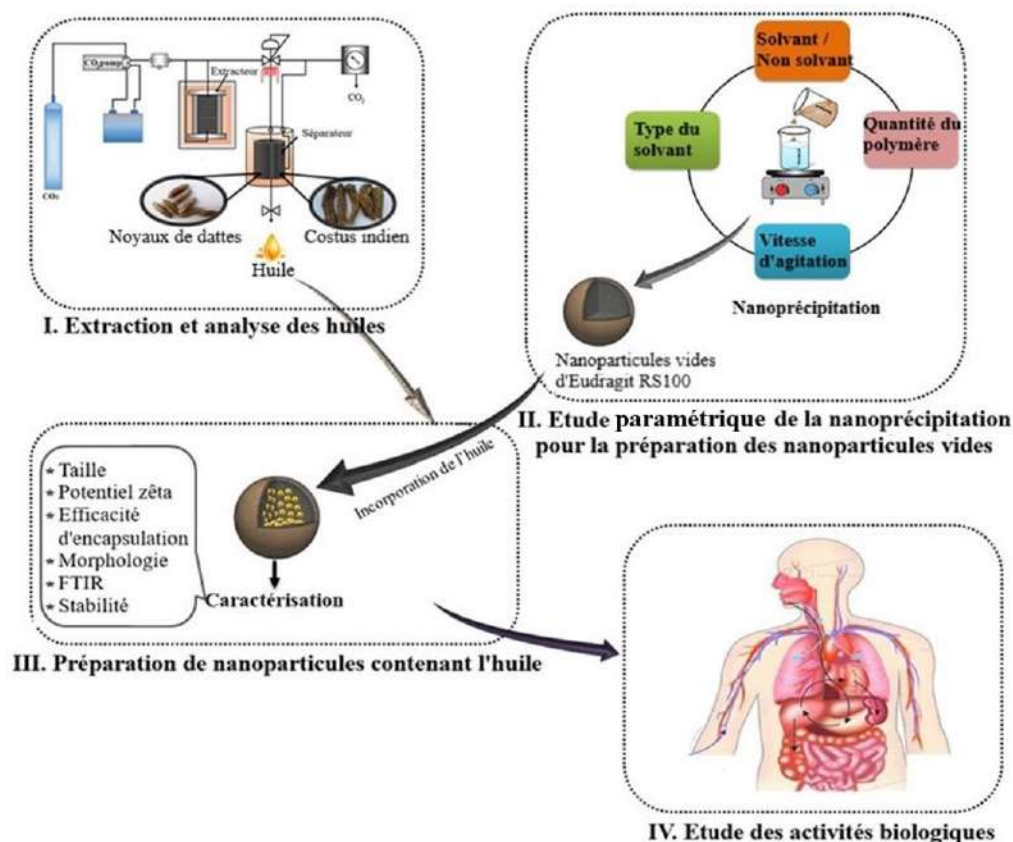 CO₂ pump
Extracteur
CO₂
Séparateur
CO₂
Noyaux de dattes
Costus indien
Huile
I. Extraction et analyse des huiles
Solvant /
Non solvant
Type du
solvant
Quantité du
polymère
Vitesse
d'agitation
Nanoprécipitation
Nanoparticules vides
d'Eudragit RS100
II. Etude paramétrique de la nanoprécipitation
pour la préparation des nanoparticules vides
Incorporation de l'huile
* Taille
* Potentiel zêta
* Efficacité
d'encapsulation
* Morphologie
* FTIR
* Stabilité
Caractérisation
III. Préparation de nanoparticules contenant l'huile
IV. Etude des activités biologiques